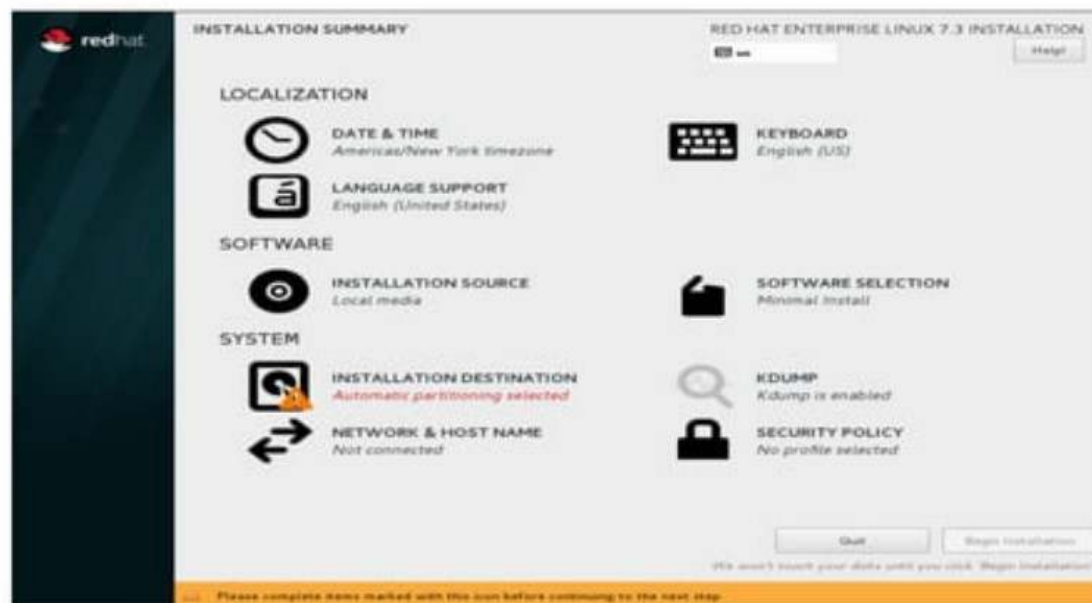 redhat
INSTALLATION SUMMARY
RED HAT ENTERPRISE LINUX 7.3 INSTALLATION
Help!
LOCALIZATION
DATE & TIME
Americas/New York timezone
KEYBOARD
English (US)
LANGUAGE SUPPORT
English (United States)
SOFTWARE
INSTALLATION SOURCE
Local media
SOFTWARE SELECTION
Minimal Install
SYSTEM
INSTALLATION DESTINATION
Automatic partitioning selected
KDUMP
Kdump is enabled
NETWORK & HOST NAME
Not connected
SECURITY POLICY
No profile selected
Quit
Begin Installation
We won't touch your disks until you click 'Begin Installation'
Please complete items marked with this icon before continuing to the next step